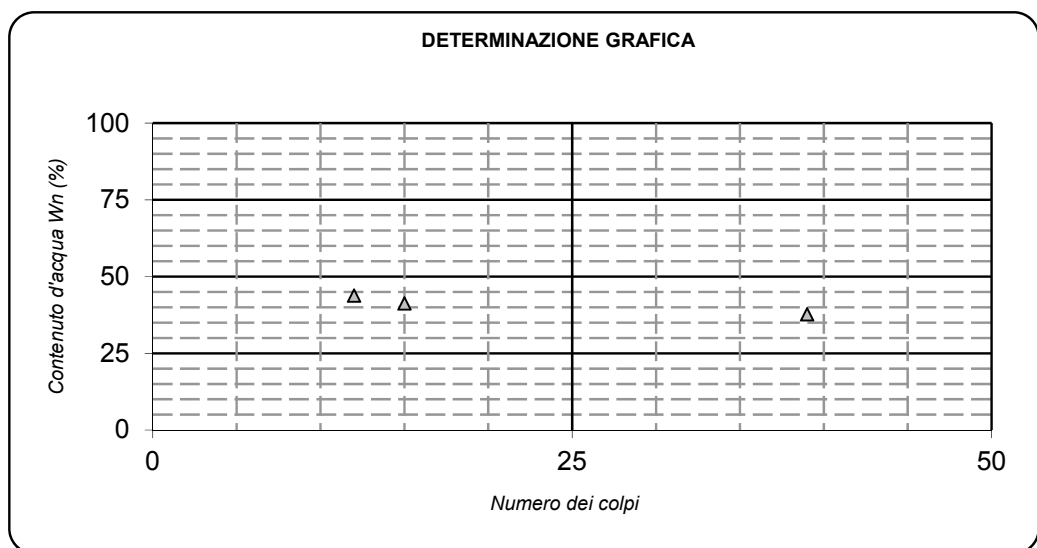 DETERMINAZIONE GRAFICA
100
75
50
25
0
Contenuto d'acqua Wn (%)
0 25 50
Numero dei colpi